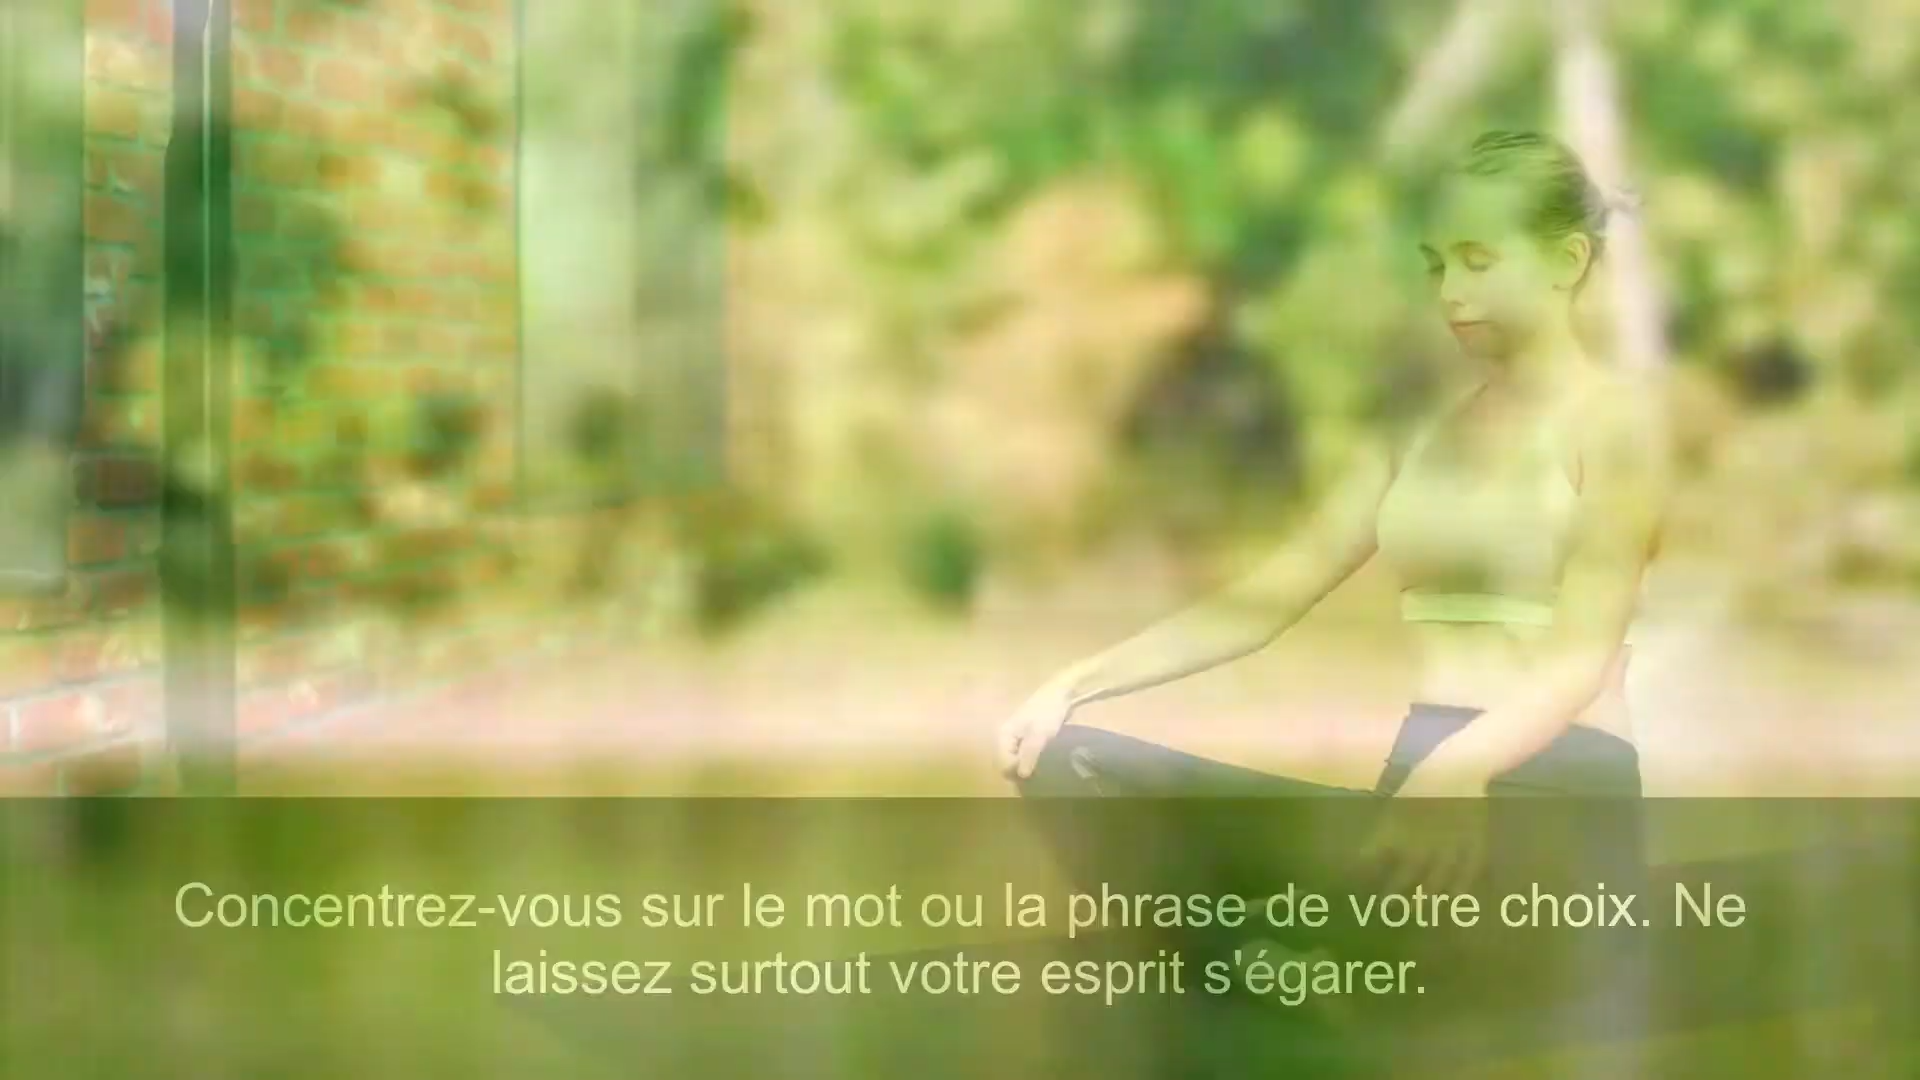 Concentrez-vous sur le mot ou la phrase de votre choix. Ne
laissez surtout votre esprit s'égarer.